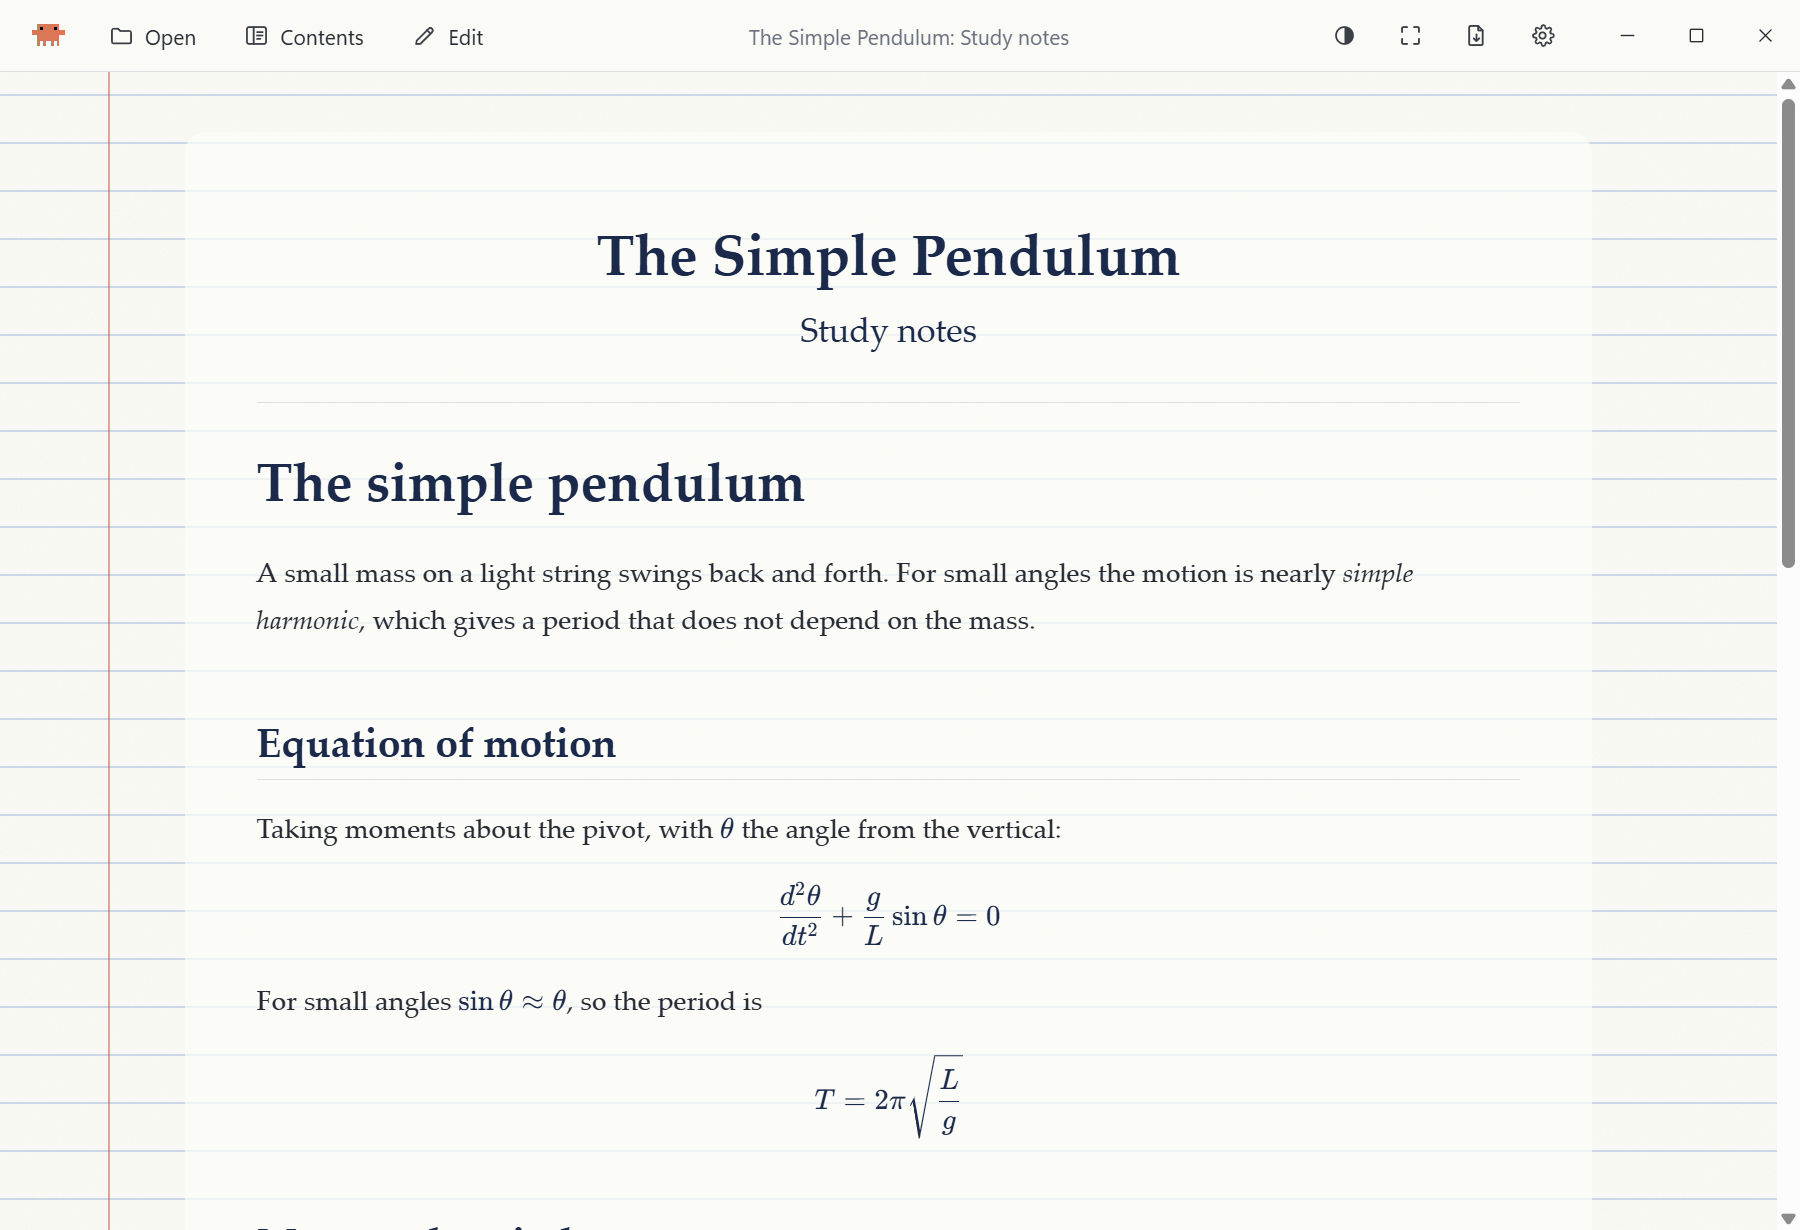 Open
Contents
Edit
The Simple Pendulum: Study notes
The Simple Pendulum
Study notes
The simple pendulum
A small mass on a light string swings back and forth. For small angles the motion is nearly simple
harmonic, which gives a period that does not depend on the mass.
Equation of motion
Taking moments about the pivot, with θ the angle from the vertical:
d²θ/dt² + g/L sin θ = 0
For small angles sin θ ≈ θ, so the period is
T = 2π√(L/g)